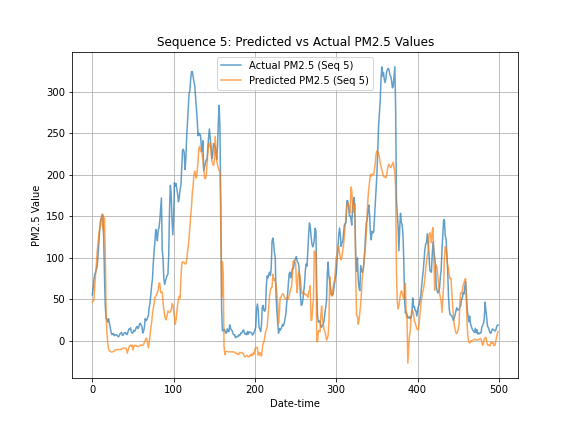 Sequence 5: Predicted vs Actual PM2.5 Values
Actual PM2.5 (Seq 5)
Predicted PM2.5 (Seq 5)
PM2.5 Value
300
250
200
150
100
50
0
0 100 200 300 400 500
Date-time